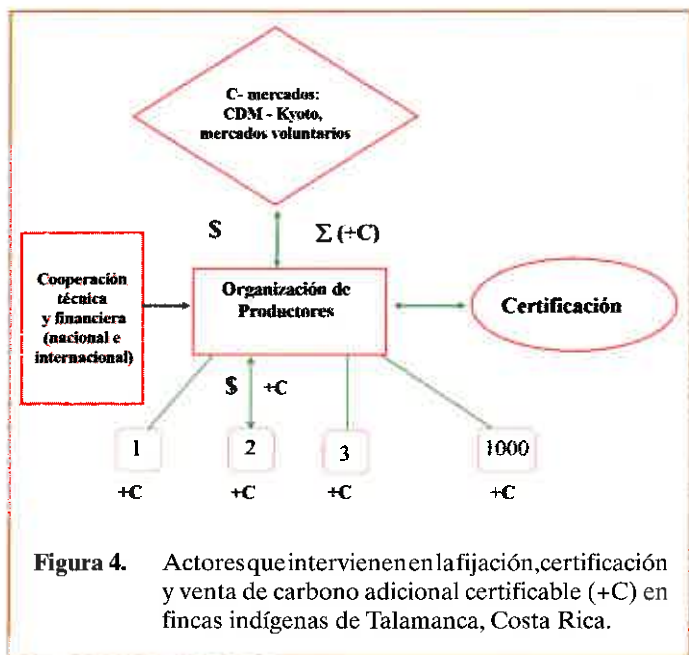 C- mercados:
CDM - Kyoto,
mercados voluntarios
$ Σ (+C)
Cooperación
técnica
y financiera
(nacional e
internacional)
Organización de
Productores
Certificación
$ +C
1 2 3 1000
+C +C +C +C
Figura 4. Actores que intervienen en la fijación, certificación
y venta de carbono adicional certificable (+C) en
fincas indígenas de Talamanca, Costa Rica.